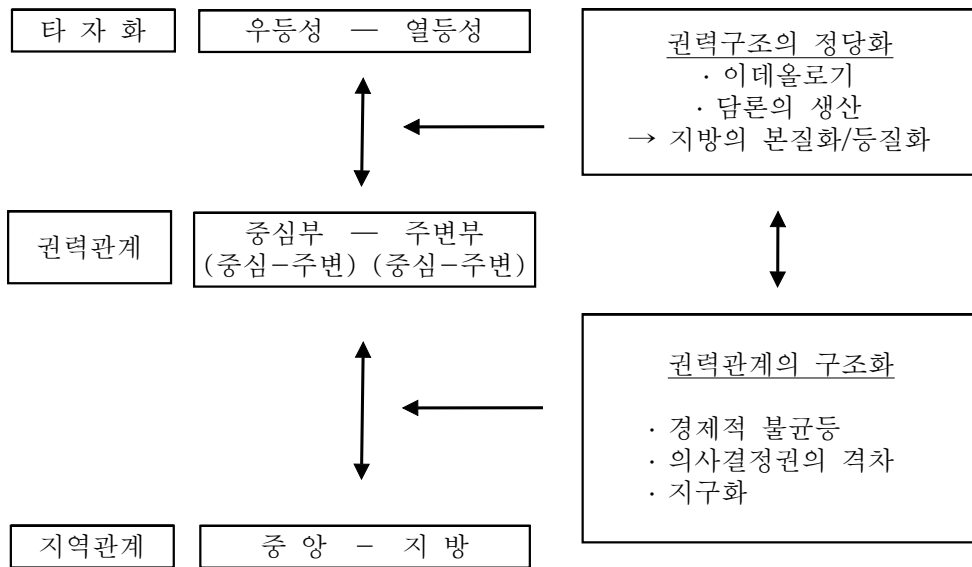 타 자 화
우등성 — 열등성
권력구조의 정당화
· 이데올로기
· 담론의 생산
→ 지방의 본질화/등질화
권력관계
중심부 — 주변부
(중심−주변) (중심−주변)
권력관계의 구조화
· 경제적 불균등
· 의사결정권의 격차
· 지구화
지역관계
중 앙 − 지 방